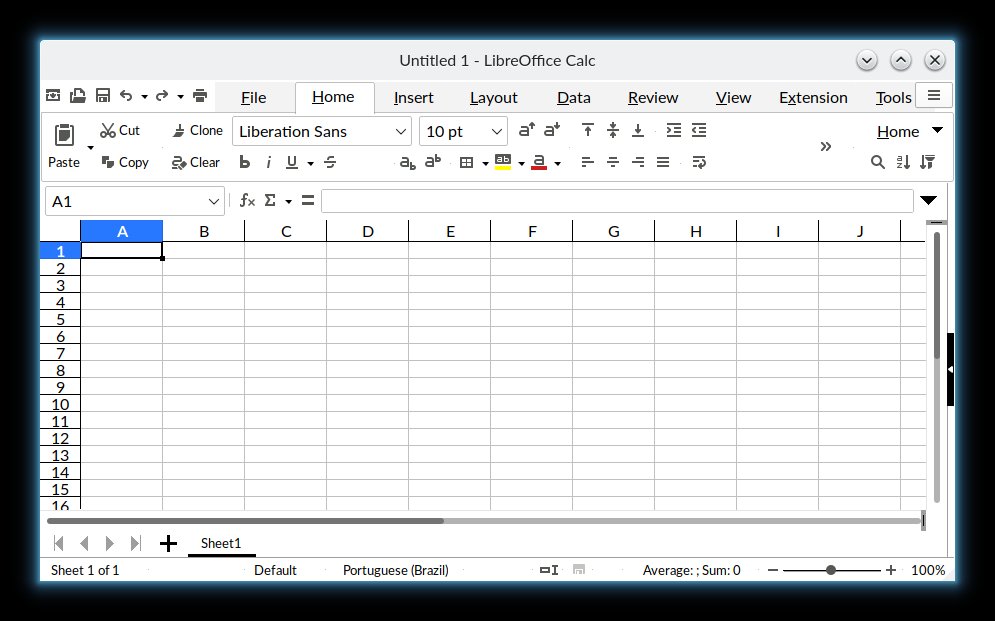 Untitled 1 - LibreOffice Calc
File Home Insert Layout Data Review View Extension Tools
Cut Clone Liberation Sans 10 pt Home
Paste Copy Clear
A1
A B C D E F G H I J
1
2
3
4
5
6
7
8
9
10
11
12
13
14
15
16
Sheet1
Sheet 1 of 1 Default Portuguese (Brazil) Average: ; Sum: 0 100%